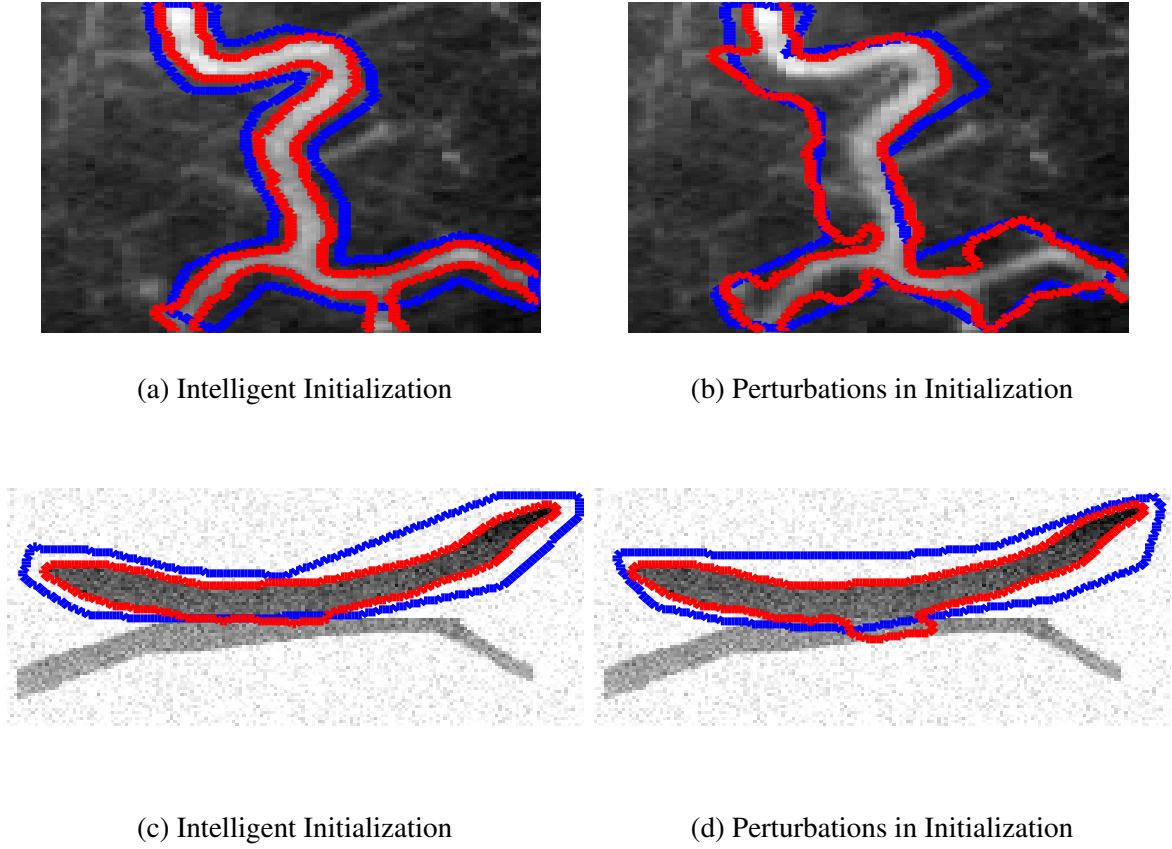 (a) Intelligent Initialization
(b) Perturbations in Initialization
(c) Intelligent Initialization
(d) Perturbations in Initialization